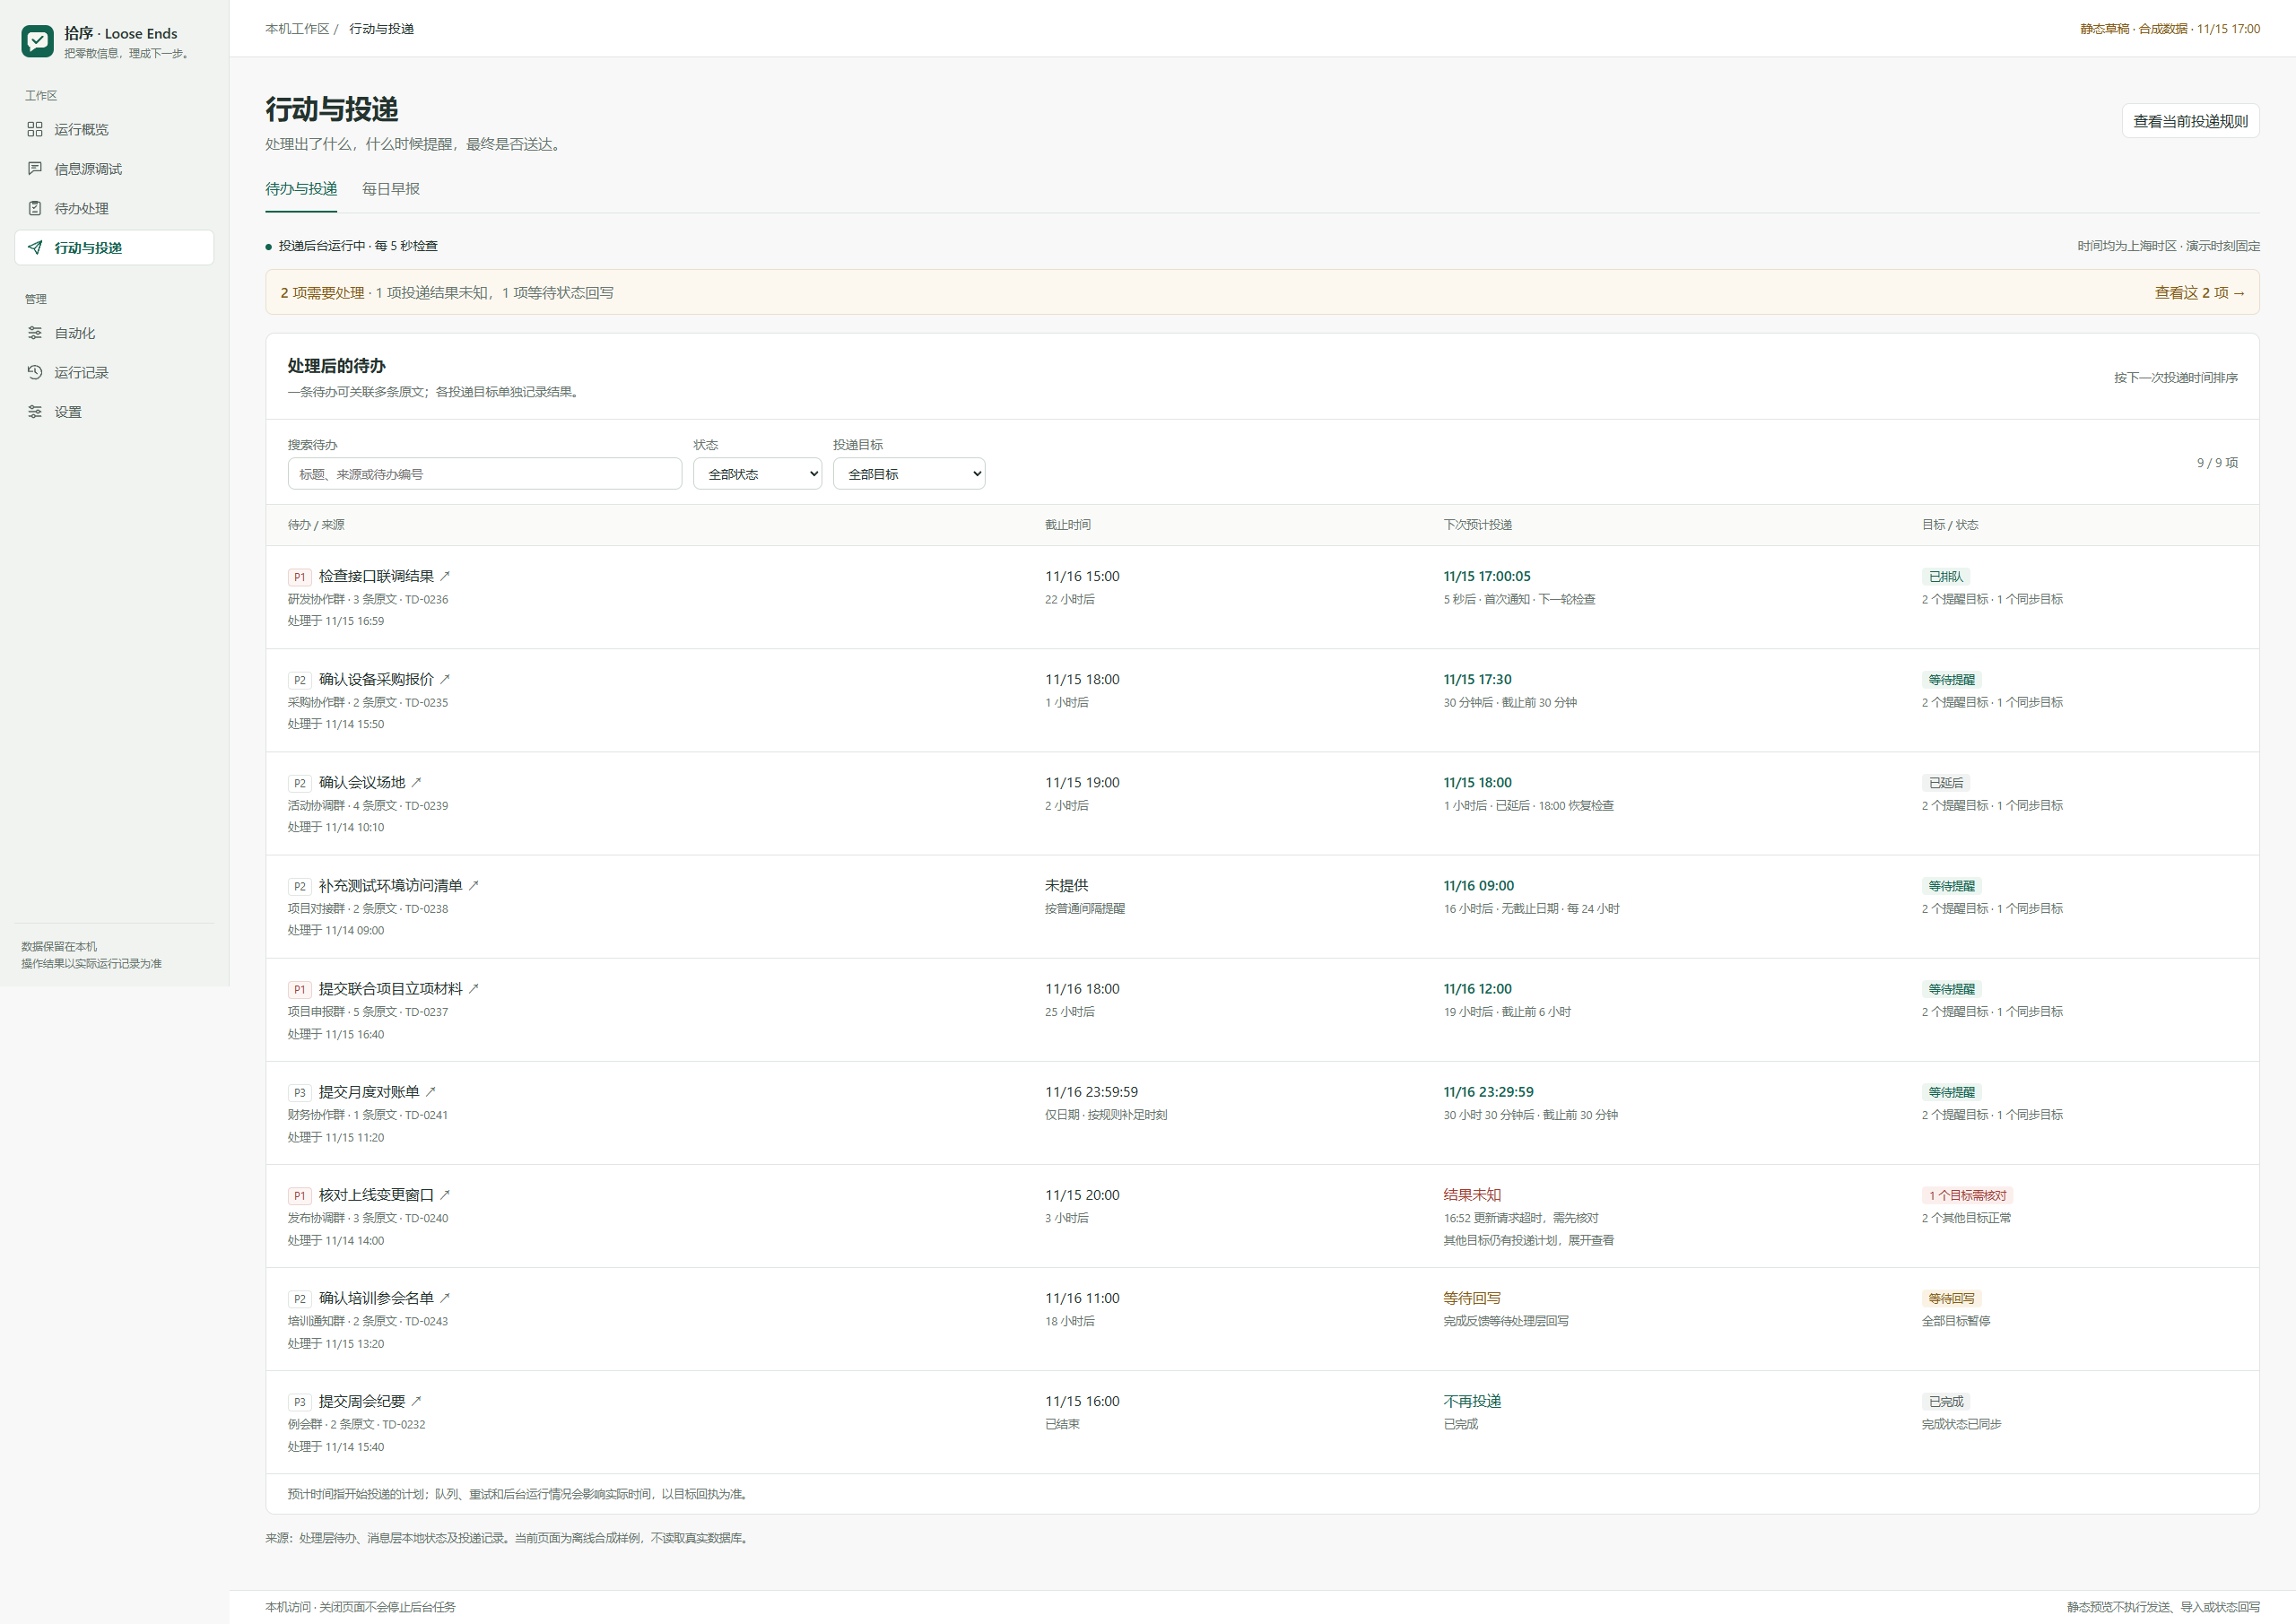 拾序 · Loose Ends
把零散信息，理成下一步。
工作区
运行概览
信息源调试
待办处理
行动与投递
管理
自动化
运行记录
设置
数据保留在本机
操作结果以实际运行记录为准
本机工作区 / 行动与投递
静态草稿 · 合成数据 · 11/15 17:00
行动与投递
处理出了什么，什么时候提醒，最终是否送达。
查看当前投递规则
待办与投递 每日早报
投递后台运行中 · 每 5 秒检查
时间均为上海时区 · 演示时刻固定
2 项需要处理 · 1 项投递结果未知，1 项等待状态回写
查看这 2 项 →
处理后的待办
一条待办可关联多条原文；各投递目标单独记录结果。
按下一次投递时间排序
搜索待办 状态 投递目标
标题、来源或待办编号 全部状态 全部目标
9 / 9 项
待办 / 来源 截止时间 下次预计投递 目标 / 状态
P1 检查接口联调结果 ↗ 11/16 15:00 11/15 17:00:05 已排队
研发协作群 · 3 条原文 · TD-0236 22 小时后 5 秒后 · 首次通知 · 下一轮检查 2 个提醒目标 · 1 个同步目标
处理于 11/15 16:59
P2 确认设备采购报价 ↗ 11/15 18:00 11/15 17:30 等待提醒
采购协作群 · 2 条原文 · TD-0235 1 小时后 30 分钟后 · 截止前 30 分钟 2 个提醒目标 · 1 个同步目标
处理于 11/14 15:50
P2 确认会议场地 ↗ 11/15 19:00 11/15 18:00 已延后
活动协调群 · 4 条原文 · TD-0239 2 小时后 1 小时后 · 已延后 · 18:00 恢复检查 2 个提醒目标 · 1 个同步目标
处理于 11/14 10:10
P2 补充测试环境访问清单 ↗ 未提供 11/16 09:00 等待提醒
项目对接群 · 2 条原文 · TD-0238 按普通间隔提醒 16 小时后 · 无截止日期 · 每 24 小时 2 个提醒目标 · 1 个同步目标
处理于 11/14 09:00
P1 提交联合项目立项材料 ↗ 11/16 18:00 11/16 12:00 等待提醒
项目申报群 · 5 条原文 · TD-0237 25 小时后 19 小时后 · 截止前 6 小时 2 个提醒目标 · 1 个同步目标
处理于 11/15 16:40
P3 提交月度对账单 ↗ 11/16 23:59:59 11/16 23:29:59 等待提醒
财务协作群 · 1 条原文 · TD-0241 仅日期 · 按规则补足时刻 30 小时 30 分钟后 · 截止前 30 分钟 2 个提醒目标 · 1 个同步目标
处理于 11/15 11:20
P1 核对上线变更窗口 ↗ 11/15 20:00 结果未知 1 个目标需核对
发布协调群 · 3 条原文 · TD-0240 3 小时后 16:52 更新请求超时，需先核对 2 个其他目标正常
处理于 11/14 14:00 其他目标仍有投递计划，展开查看
P2 确认培训参会名单 ↗ 11/16 11:00 等待回写 等待回写
培训通知群 · 2 条原文 · TD-0243 18 小时后 完成反馈等待处理层回写 全部目标暂停
处理于 11/15 13:20
P3 提交周会纪要 ↗ 11/15 16:00 不再投递 已完成
例会群 · 2 条原文 · TD-0232 已结束 已完成 完成状态已同步
处理于 11/14 15:40
预计时间指开始投递的计划；队列、重试和后台运行情况会影响实际时间，以目标回执为准。
来源：处理层待办、消息层本地状态及投递记录。当前页面为离线合成样例，不读取真实数据库。
本机访问 · 关闭页面不会停止后台任务
静态预览不执行发送、导入或状态回写